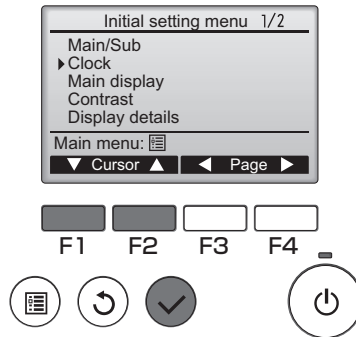 Initial setting menu 1/2
Main/Sub
Clock
Main display
Contrast
Display details
Main menu:
▼ Cursor ▲ ◀ Page ▶
F1 F2 F3 F4